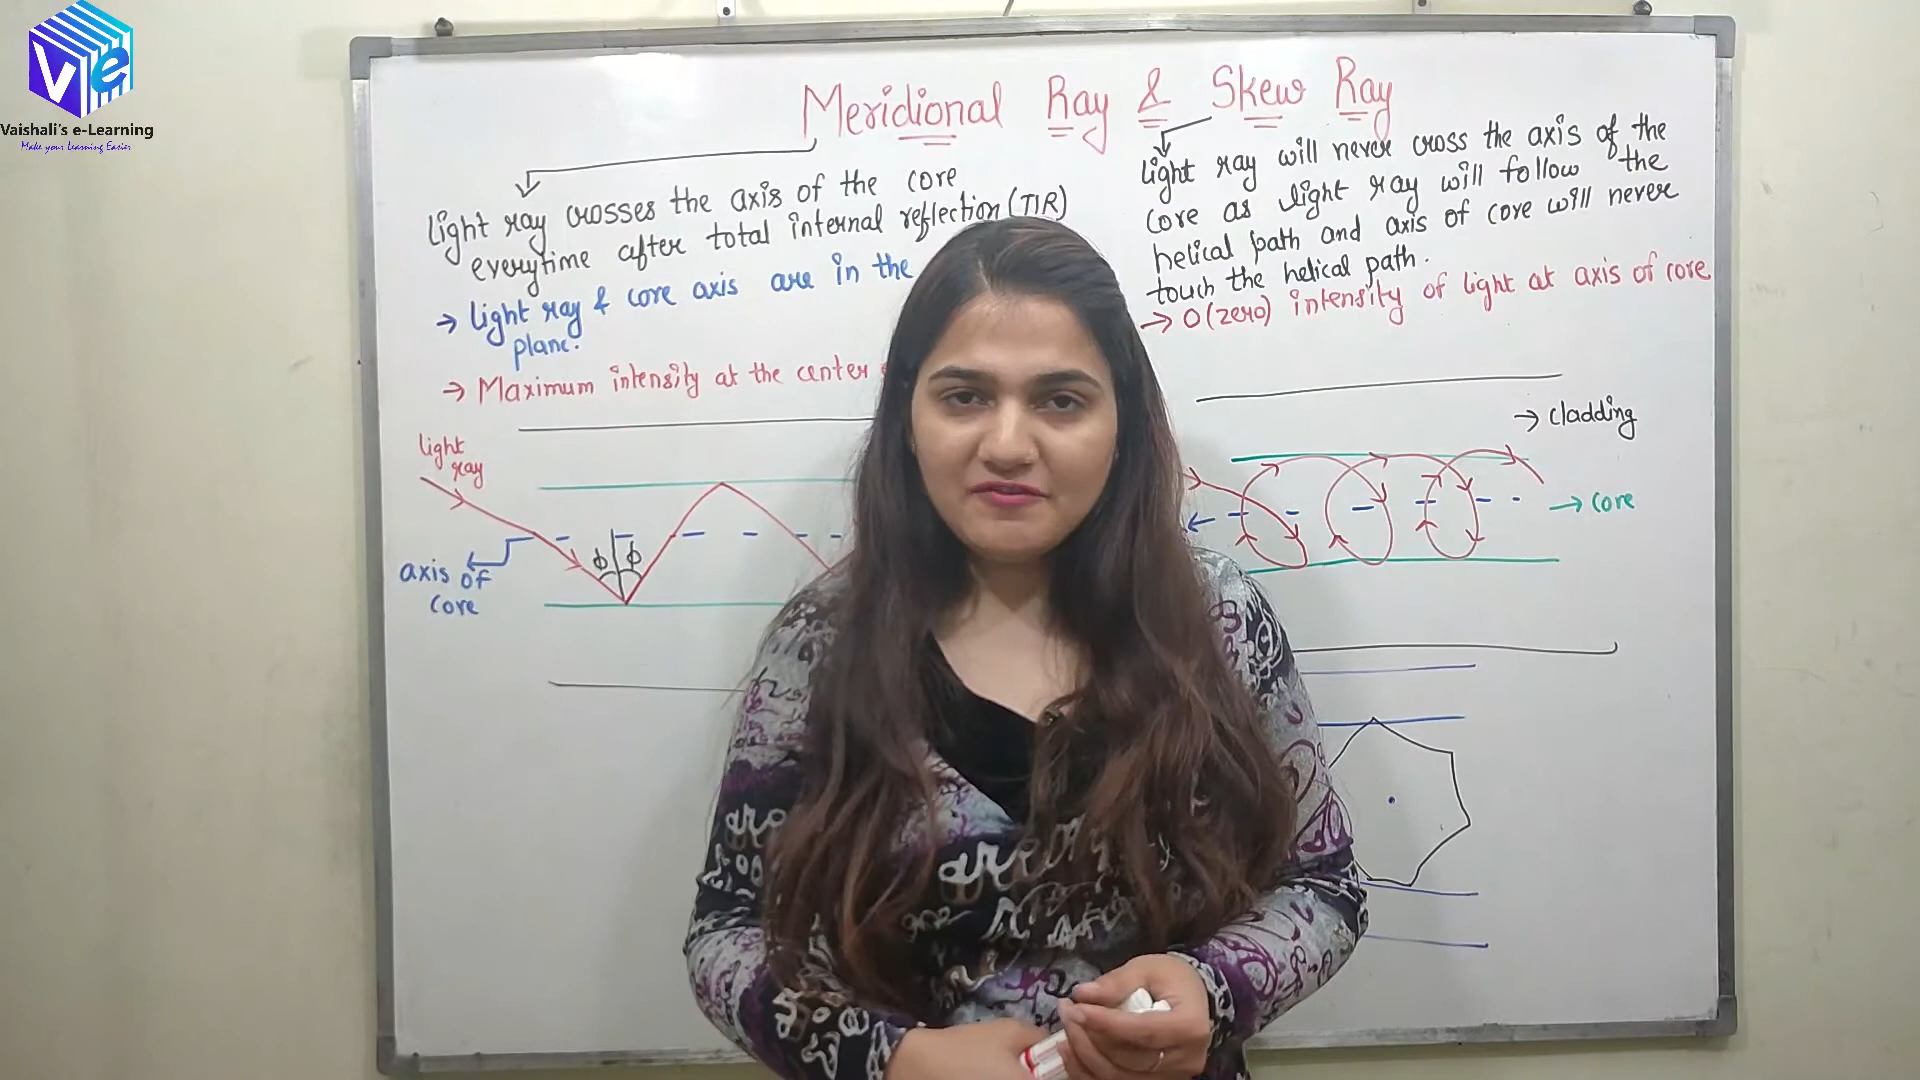 Ve
Vaishali's e-Learning
Make your Learning Easier
Meridional Ray & Skew Ray
light ray crosses the axis of the core
everytime after total internal reflection (TIR)
→ light ray & core axis are in the
plane.
→ Maximum intensity at the center
light ray will never cross the axis of the
core as light ray will follow the
helical path and axis of core will never
touch the helical path.
→ 0 (zero) intensity of light at axis of core
light
ray
axis of
core
ϕ ϕ
→ cladding
→ core